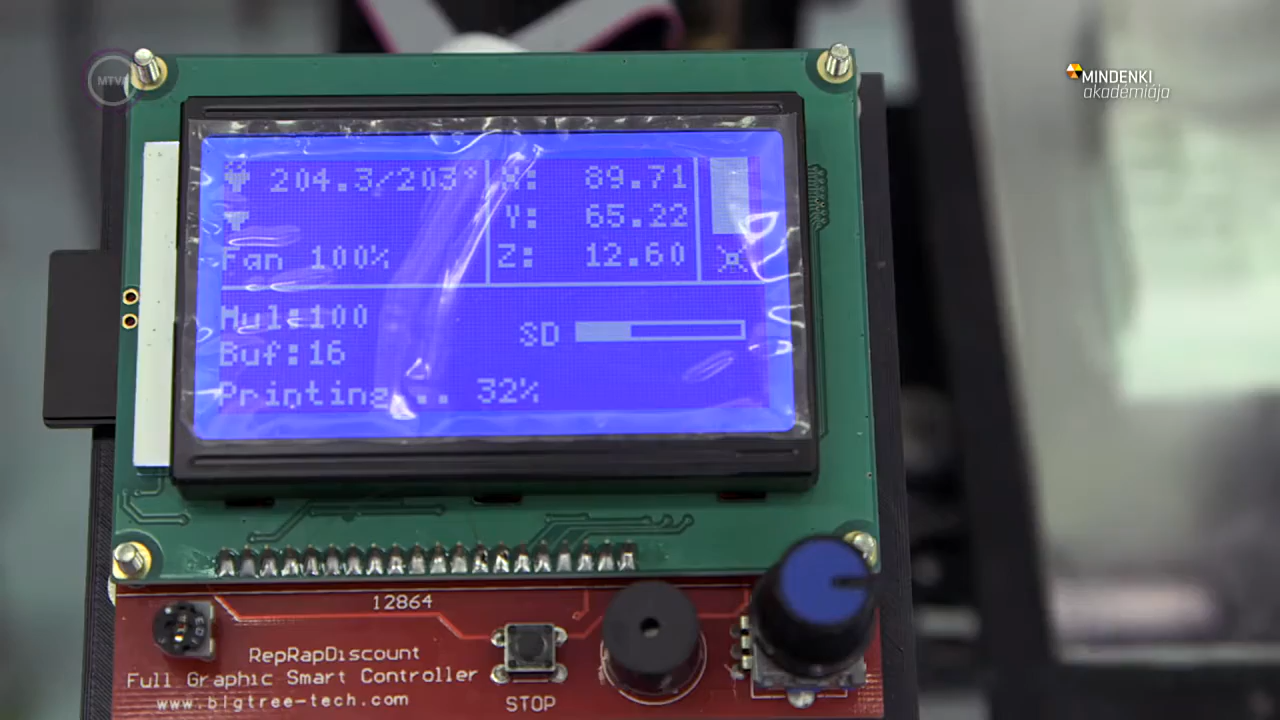 MTVA
MINDENKI
akadémiája
204.3/203°
X: 89.71
Y: 65.22
Fan 100%
Z: 12.60
Mul:100
SD
Buf:16
Printing... 32%
12864
RepRapDiscount
Full Graphic Smart Controller
www.bigtree-tech.com
STOP